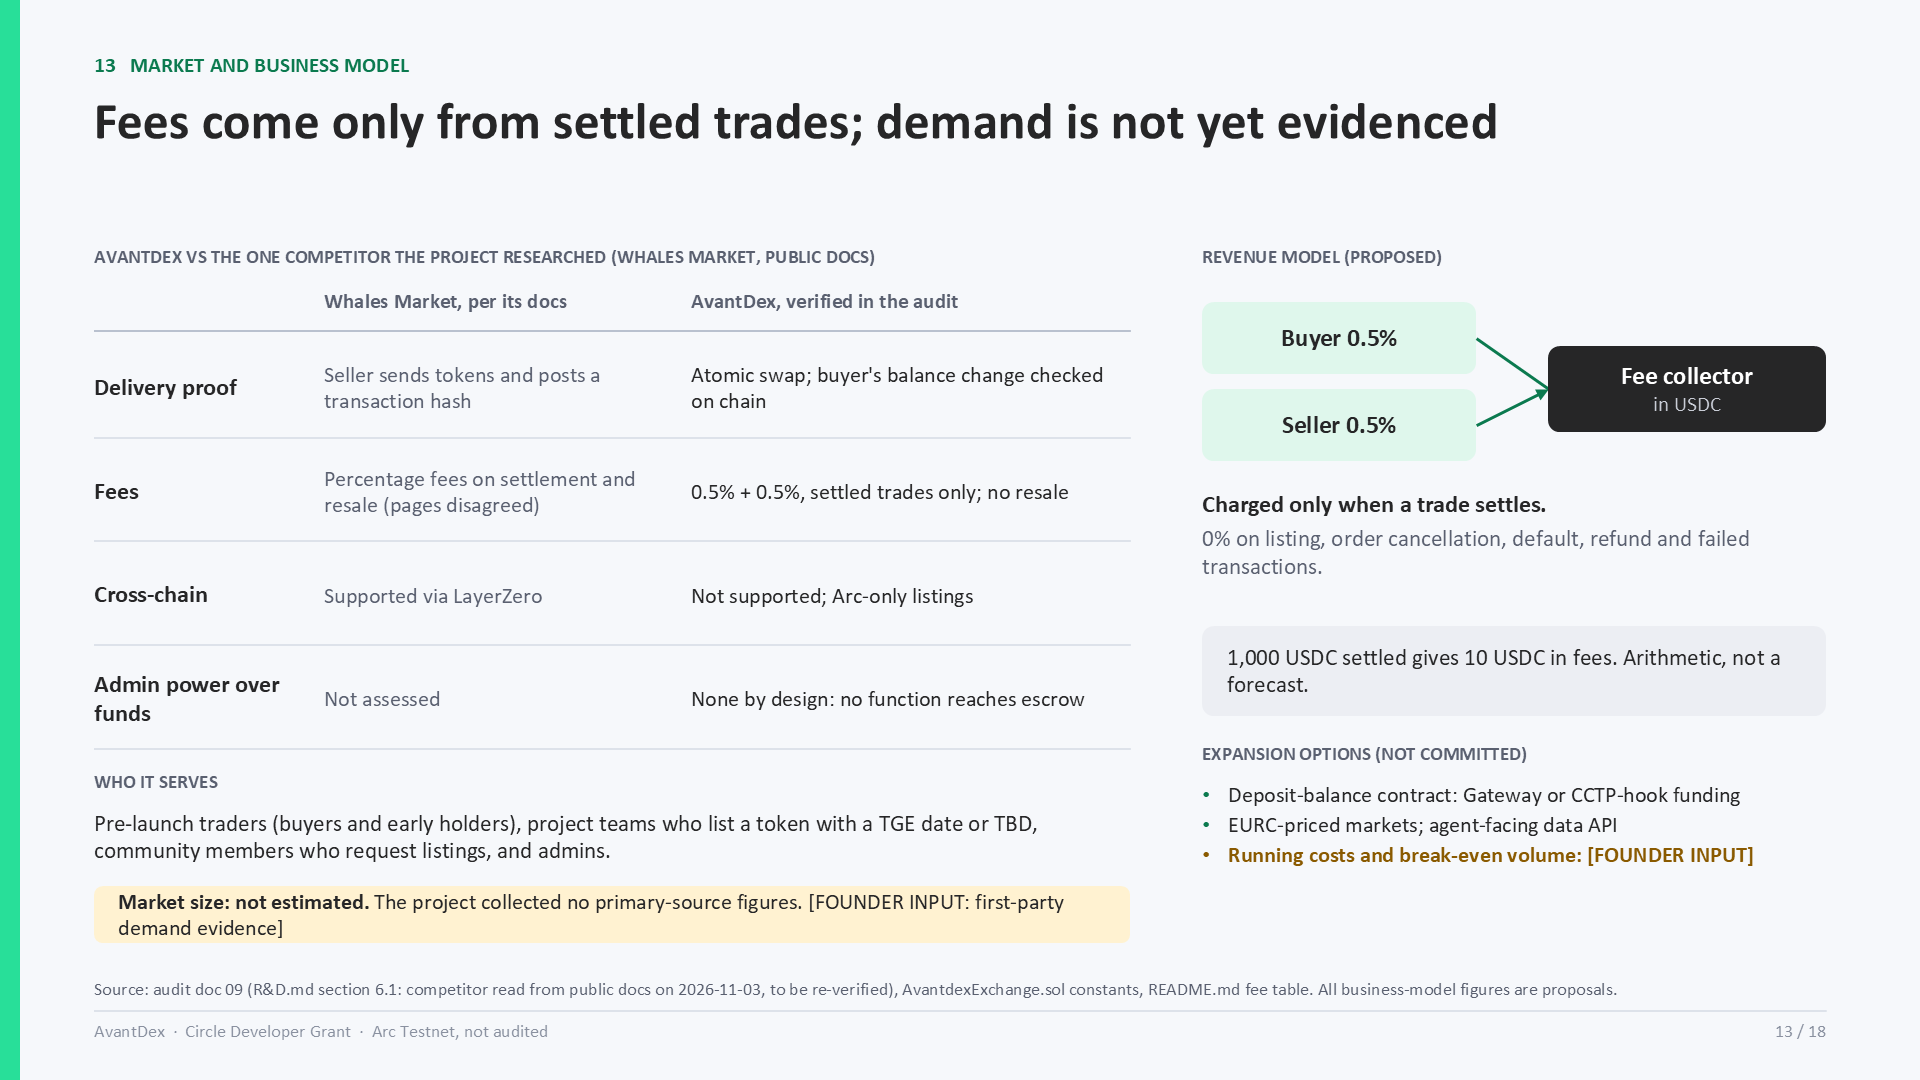 13 MARKET AND BUSINESS MODEL
Fees come only from settled trades; demand is not yet evidenced
AVANTDEX VS THE ONE COMPETITOR THE PROJECT RESEARCHED (WHALES MARKET, PUBLIC DOCS)
Whales Market, per its docs
AvantDex, verified in the audit
Delivery proof
Seller sends tokens and posts a
transaction hash
Atomic swap; buyer's balance change checked
on chain
Fees
Percentage fees on settlement and
resale (pages disagreed)
0.5% + 0.5%, settled trades only; no resale
Cross-chain
Supported via LayerZero
Not supported; Arc-only listings
Admin power over
funds
Not assessed
None by design: no function reaches escrow
WHO IT SERVES
Pre-launch traders (buyers and early holders), project teams who list a token with a TGE date or TBD,
community members who request listings, and admins.
Market size: not estimated. The project collected no primary-source figures. [FOUNDER INPUT: first-party
demand evidence]
REVENUE MODEL (PROPOSED)
Buyer 0.5%
Seller 0.5%
Fee collector
in USDC
Charged only when a trade settles.
0% on listing, order cancellation, default, refund and failed
transactions.
1,000 USDC settled gives 10 USDC in fees. Arithmetic, not a
forecast.
EXPANSION OPTIONS (NOT COMMITTED)
• Deposit-balance contract: Gateway or CCTP-hook funding
• EURC-priced markets; agent-facing data API
• Running costs and break-even volume: [FOUNDER INPUT]
Source: audit doc 09 (R&D.md section 6.1: competitor read from public docs on 2026-11-03, to be re-verified), AvantdexExchange.sol constants, README.md fee table. All business-model figures are proposals.
AvantDex · Circle Developer Grant · Arc Testnet, not audited
13 / 18